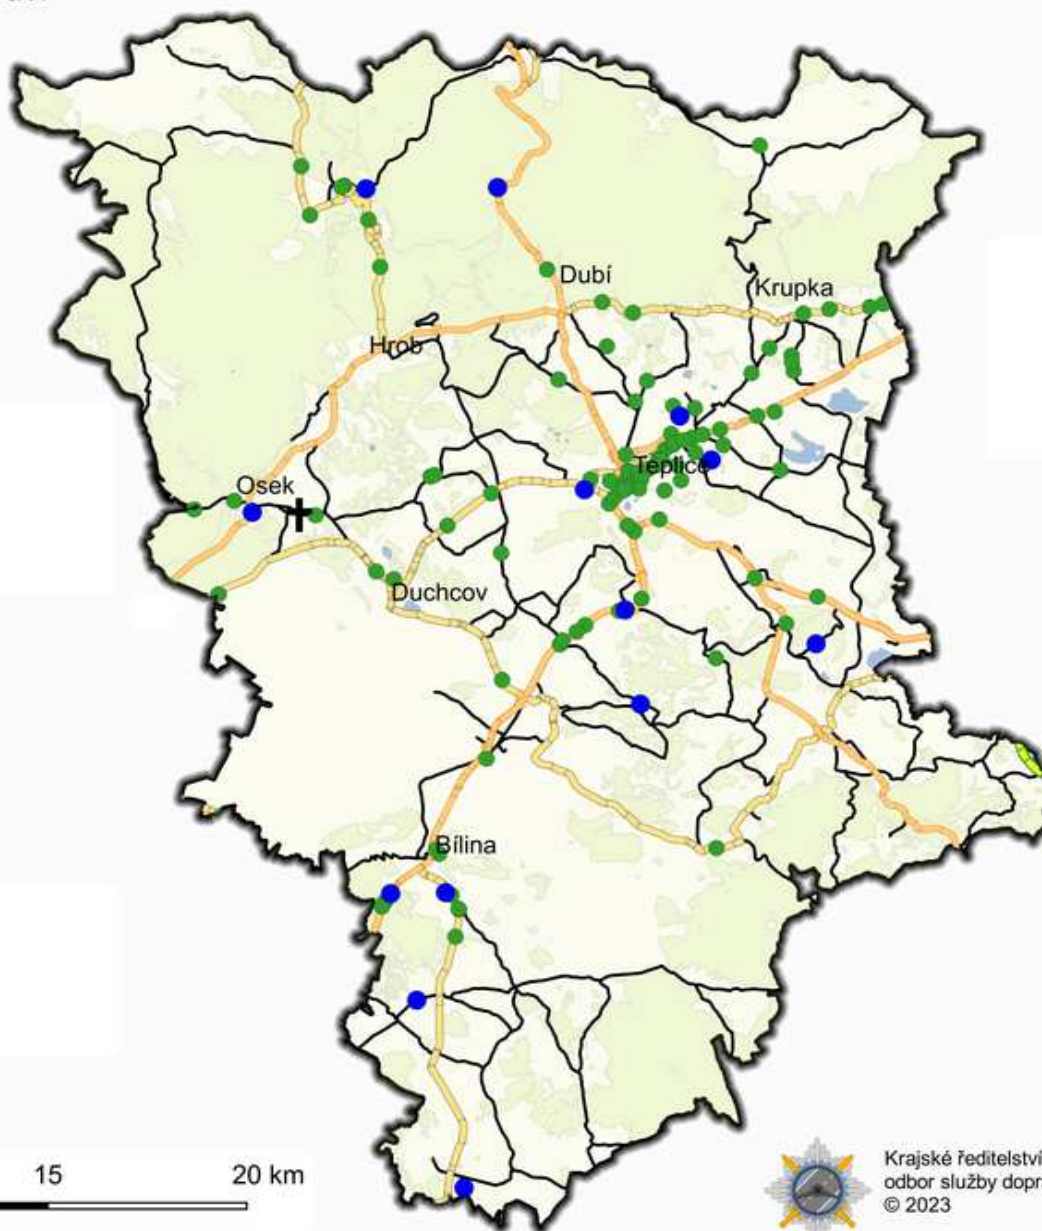 Dubí
Krupka
Hrob
Teplice
Osek
Duchcov
Bílina
15
20 km
Krajské ředitelství
odbor služby dopr
© 2023